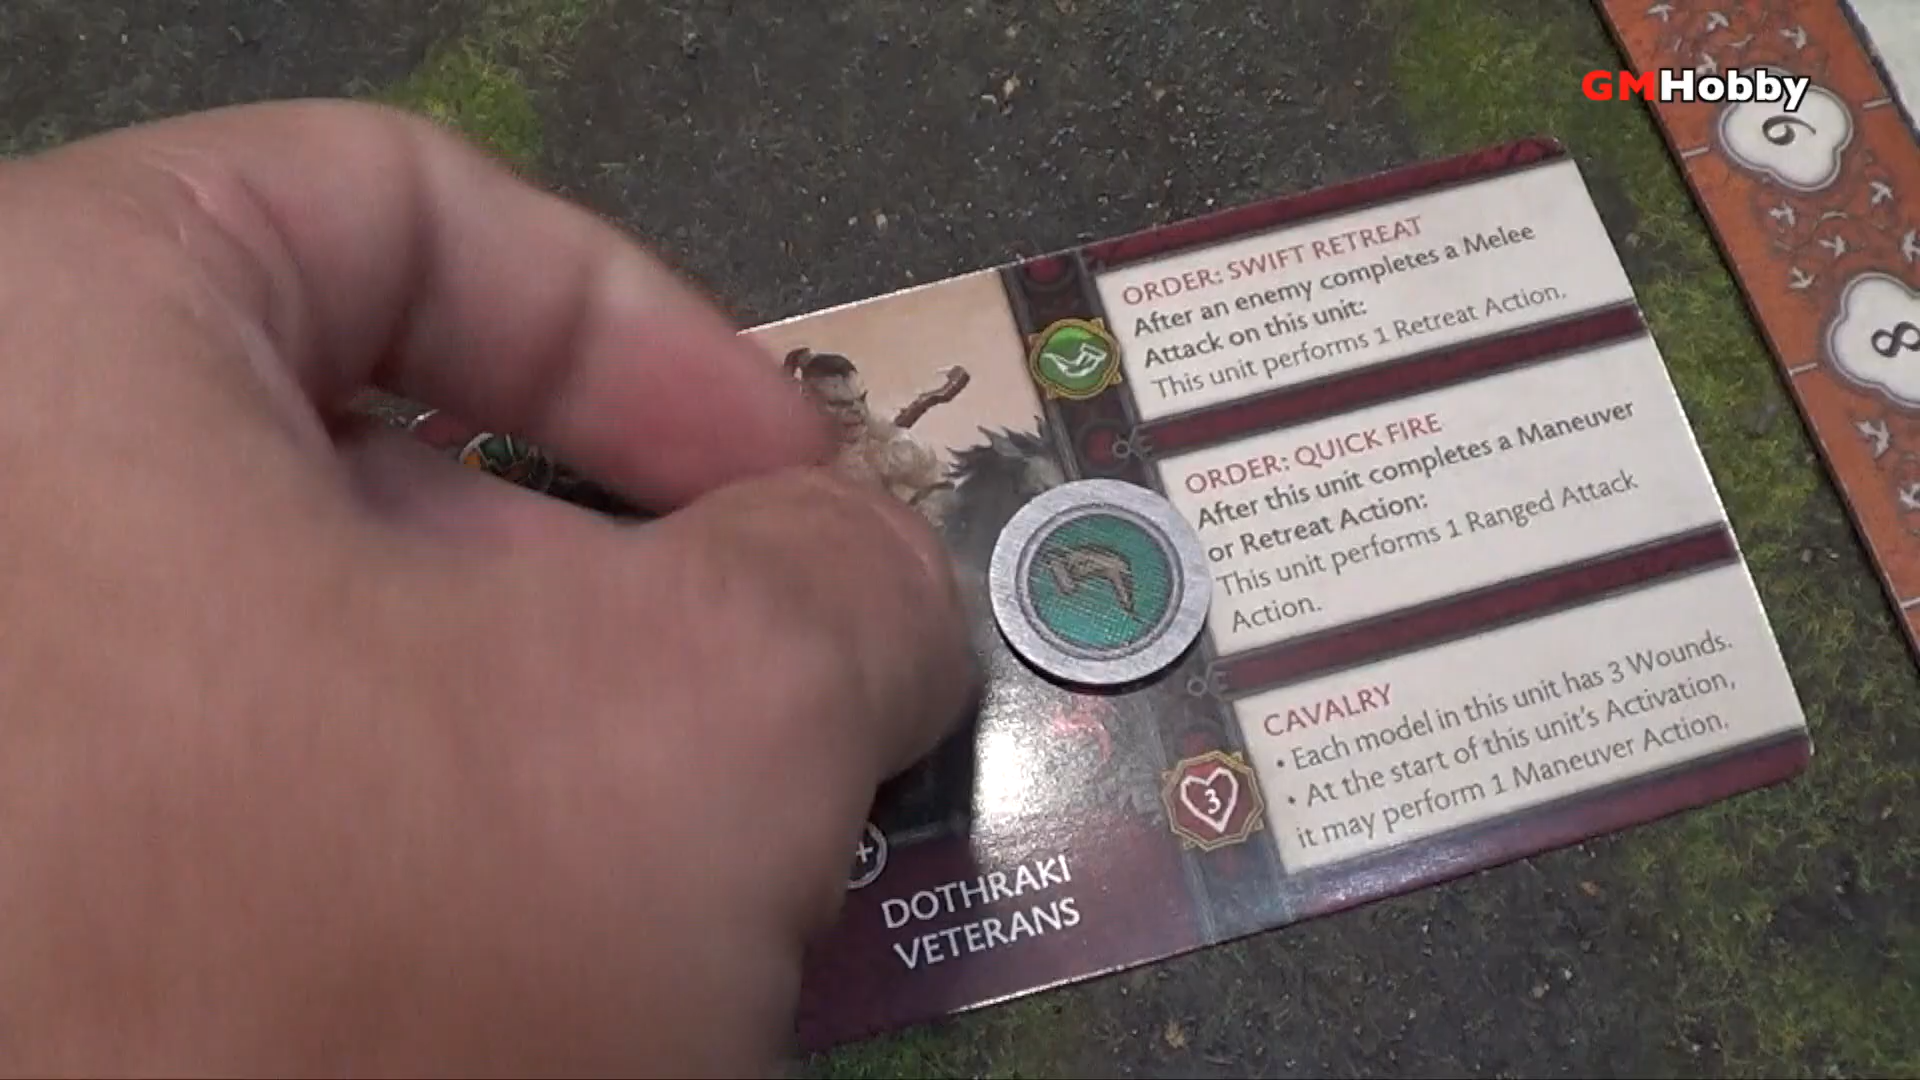 GMHobby
6
8
ORDER: SWIFT RETREAT
After an enemy completes a Melee
Attack on this unit:
This unit performs 1 Retreat Action.
ORDER: QUICK FIRE
After this unit completes a Maneuver
or Retreat Action:
This unit performs 1 Ranged Attack
Action.
CAVALRY
• Each model in this unit has 3 Wounds.
• At the start of this unit's Activation,
it may perform 1 Maneuver Action.
3
+
DOTHRAKI
VETERANS